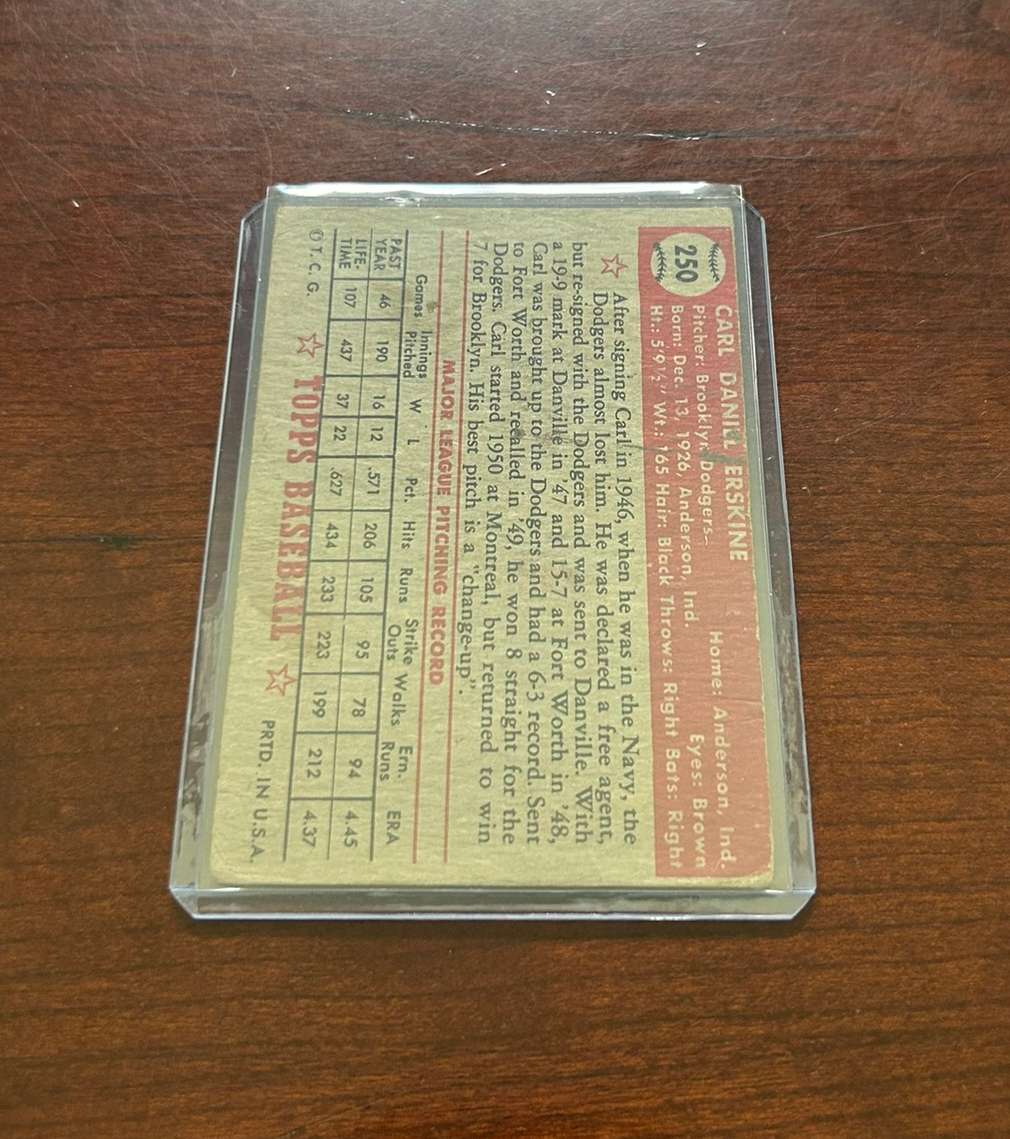 250
CARL DANIEL ERSKINE
Pitcher: Brooklyn Dodgers— Home: Anderson, Ind.
Born: Dec. 13, 1926, Anderson, Ind. Eyes: Brown
Ht.: 5'9½" Wt.: 165 Hair: Black Throws: Right Bats: Right
After signing Carl in 1946, when he was in the Navy, the
Dodgers almost lost him. He was declared a free agent,
but re-signed with the Dodgers and was sent to Danville. With
a 19-9 mark at Danville in '47 and 15-7 at Fort Worth in '48,
Carl was brought up to the Dodgers and had a 6-3 record. Sent
to Fort Worth and recalled in '49, he won 8 straight for the
Dodgers. Carl started 1950 at Montreal, but returned to win
7 for Brooklyn. His best pitch is a "change-up".
MAJOR LEAGUE PITCHING RECORD
Games Innings Pitched W L Pct. Hits Runs Strike Outs Walks Ern. Runs ERA
PAST YEAR 46 190 16 12 .571 206 105 95 78 94 4.45
LIFE-TIME 107 437 37 22 .627 434 233 223 199 212 4.37
© T. C. G. TOPPS BASEBALL PRTD. IN U.S.A.